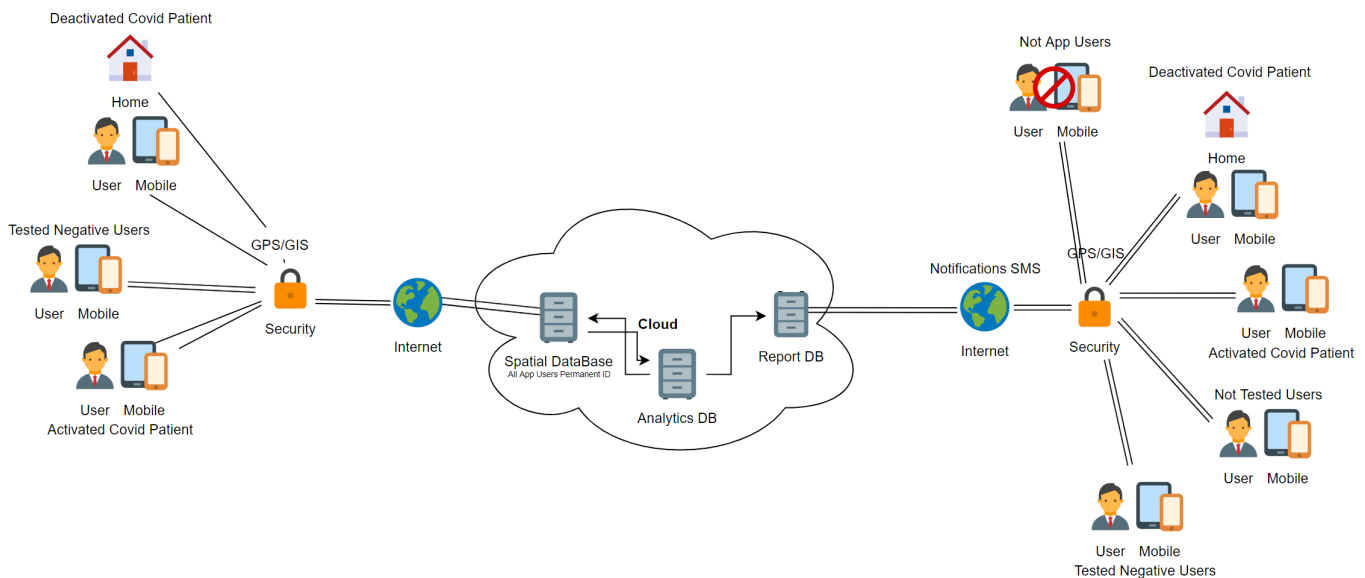 Deactivated Covid Patient
Home
User Mobile
Tested Negative Users
User Mobile
User Mobile
Activated Covid Patient
GPS/GIS
Security
Internet
Cloud
Spatial DataBase
All App Users Permanent ID
Analytics DB
Report DB
Notifications SMS
Internet
GPS/GIS
Security
Not App Users
User Mobile
Deactivated Covid Patient
Home
User Mobile
User Mobile
Activated Covid Patient
Not Tested Users
User Mobile
User Mobile
Tested Negative Users